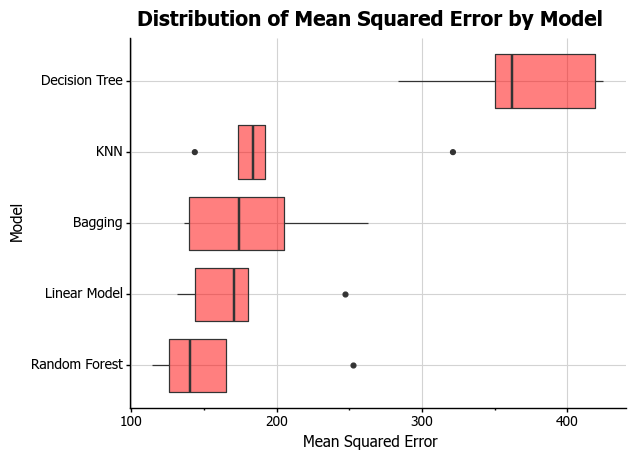 Distribution of Mean Squared Error by Model
Decision Tree
KNN
Bagging
Linear Model
Random Forest
Model
100
200
300
400
Mean Squared Error